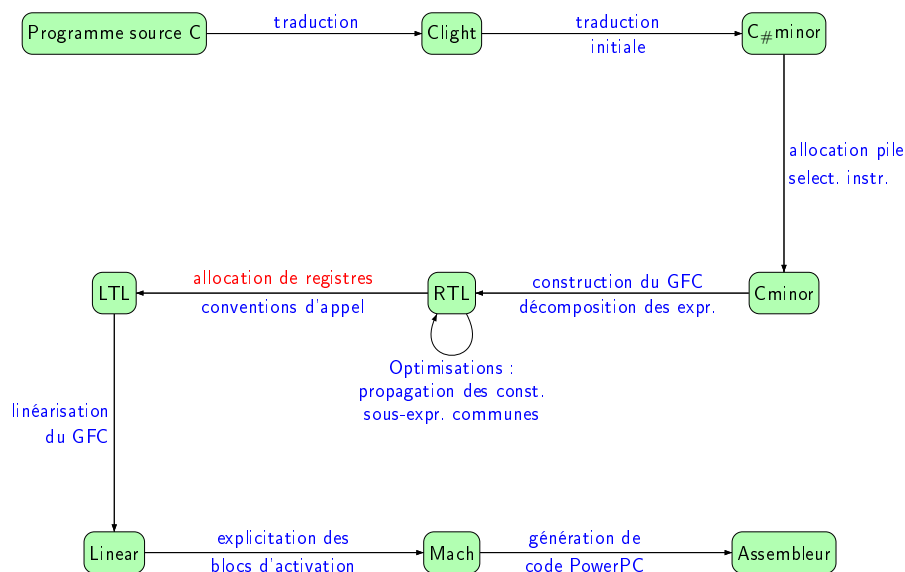 Programme source C
traduction
Clight
traduction
initiale
C#minor
allocation pile
select. instr.
LTL
allocation de registres
conventions d'appel
RTL
construction du GFC
décomposition des expr.
Cminor
Optimisations :
propagation des const.
sous-expr. communes
linéarisation
du GFC
Linear
explicitation des
blocs d'activation
Mach
génération de
code PowerPC
Assembleur